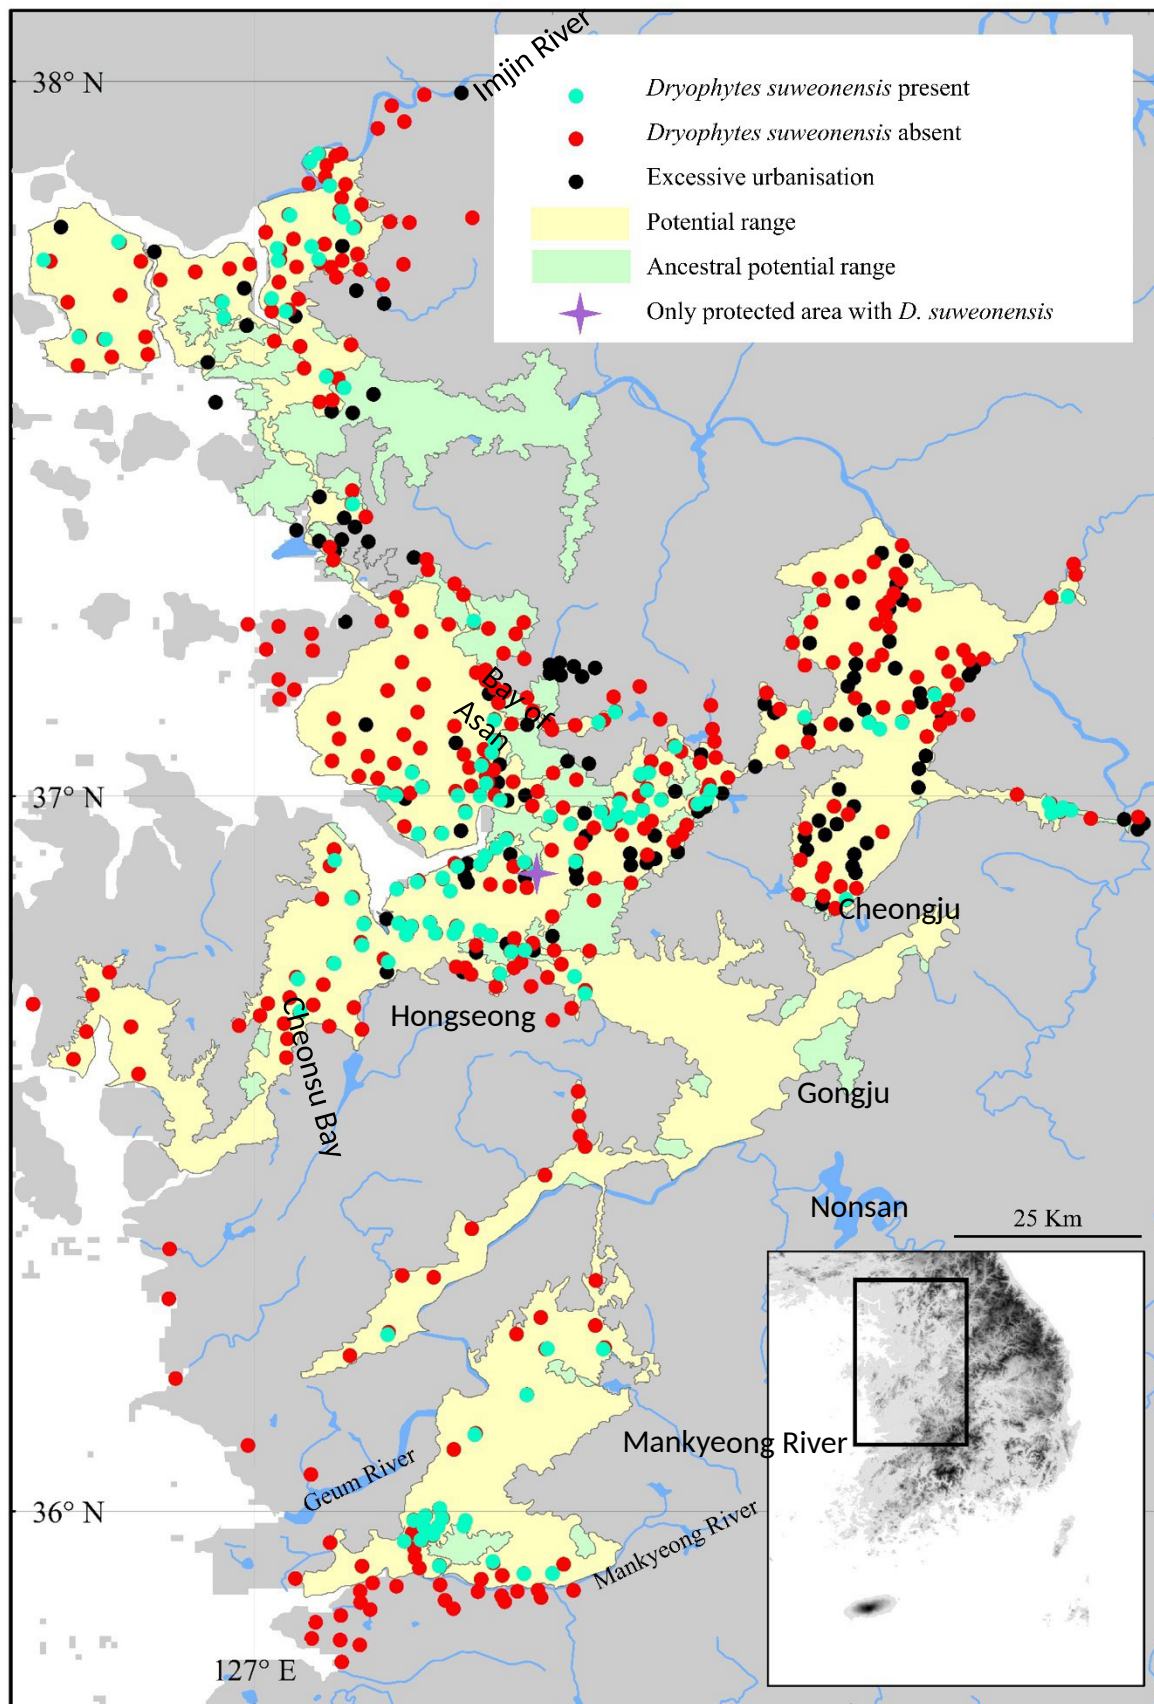 Imjin River
38° N
Dryophytes suweonensis present
Dryophytes suweonensis absent
Excessive urbanisation
Potential range
Ancestral potential range
Only protected area with D. suweonensis
Bay of
Asan
37° N
Cheongju
Hongseong
Cheonsu Bay
Gongju
Nonsan
25 Km
Mankyeong River
Geum River
36° N
Mankyeong River
127° E